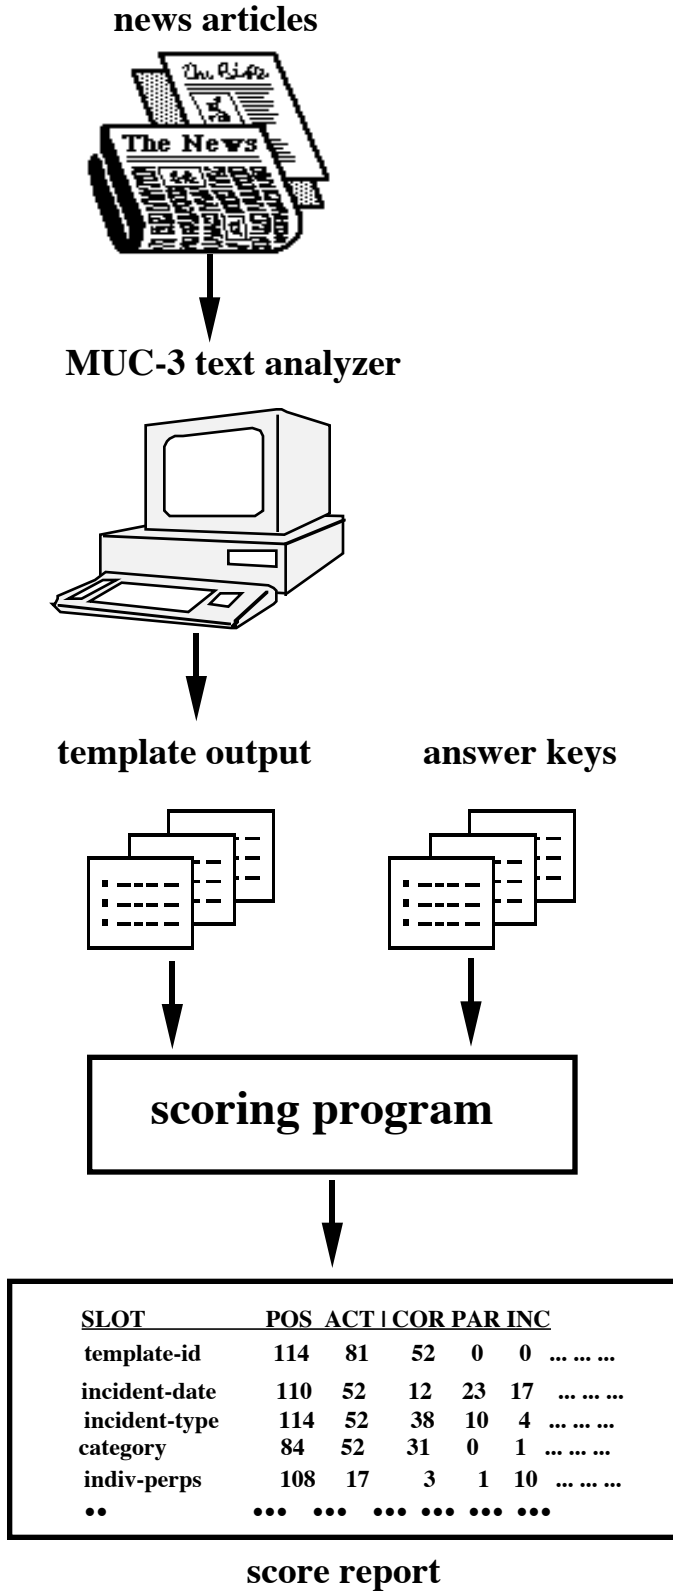 news articles
The News
MUC-3 text analyzer
template output answer keys
scoring program
SLOT POS ACT | COR PAR INC
template-id 114 81 52 0 0 ... ... ...
incident-date 110 52 12 23 17 ... ... ...
incident-type 114 52 38 10 4 ... ... ...
category 84 52 31 0 1 ... ... ...
indiv-perps 108 17 3 1 10 ... ... ...
•• ••• ••• ••• ••• ••• •••
score report